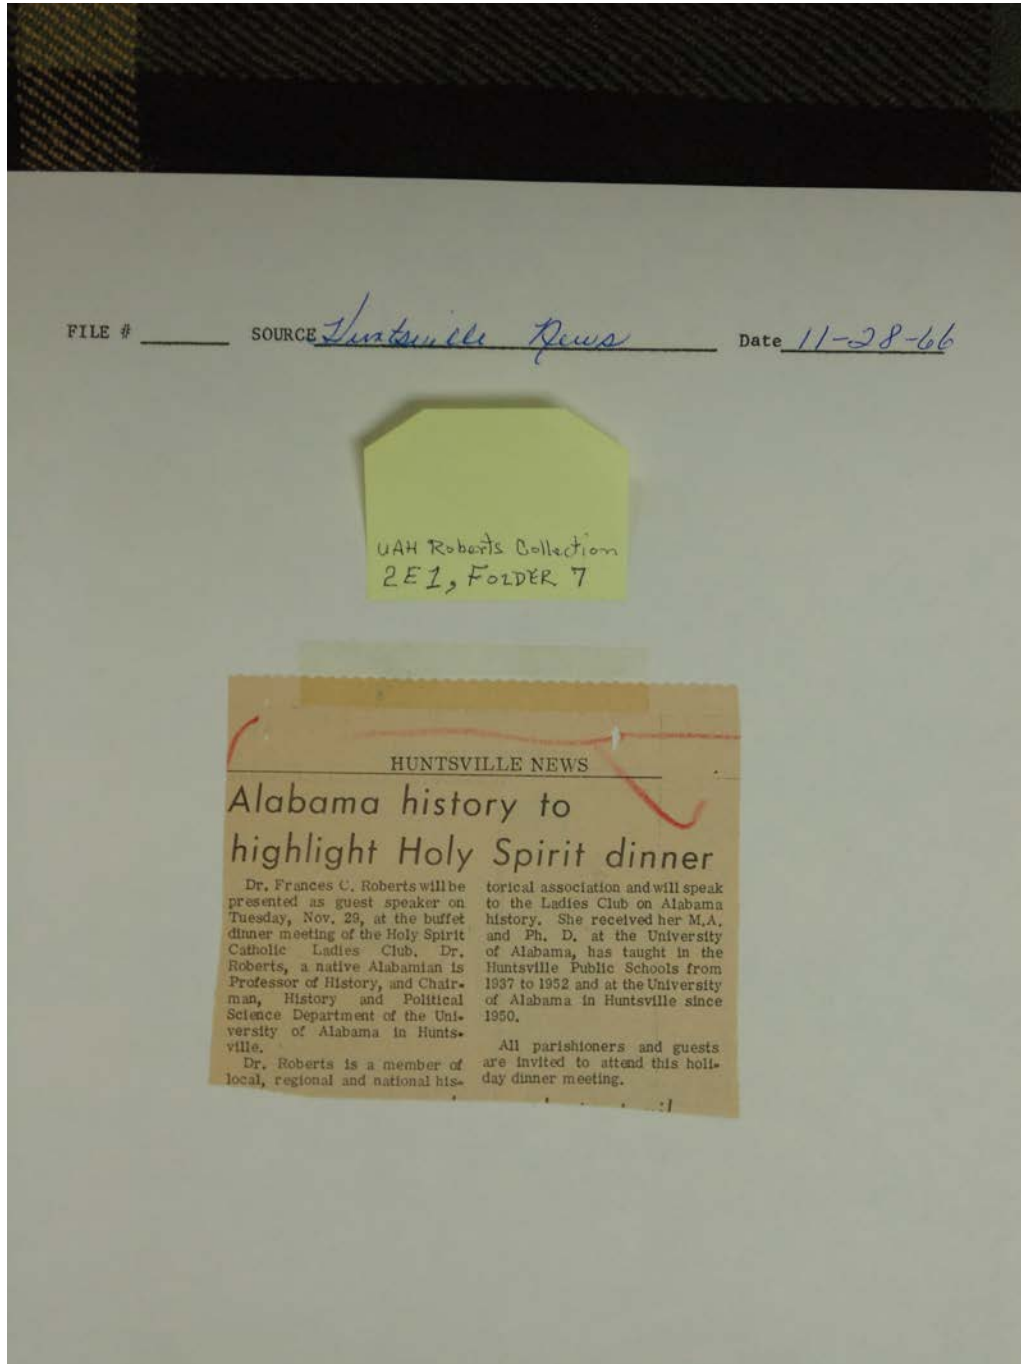 FILE # ______ SOURCE Huntsville News Date 11-28-66
UAH Roberts Collection
2E1, FOLDER 7
HUNTSVILLE NEWS
Alabama history to
highlight Holy Spirit dinner
Dr. Frances C. Roberts will be
presented as guest speaker on
Tuesday, Nov. 29, at the buffet
dinner meeting of the Holy Spirit
Catholic Ladies Club. Dr.
Roberts, a native Alabamian is
Professor of History, and Chair-
man, History and Political
Science Department of the Uni-
versity of Alabama in Hunts-
ville.
Dr. Roberts is a member of
local, regional and national his-
torical association and will speak
to the Ladies Club on Alabama
history. She received her M.A.
and Ph. D. at the University
of Alabama, has taught in the
Huntsville Public Schools from
1937 to 1952 and at the University
of Alabama in Huntsville since
1950.
All parishioners and guests
are invited to attend this holi-
day dinner meeting.